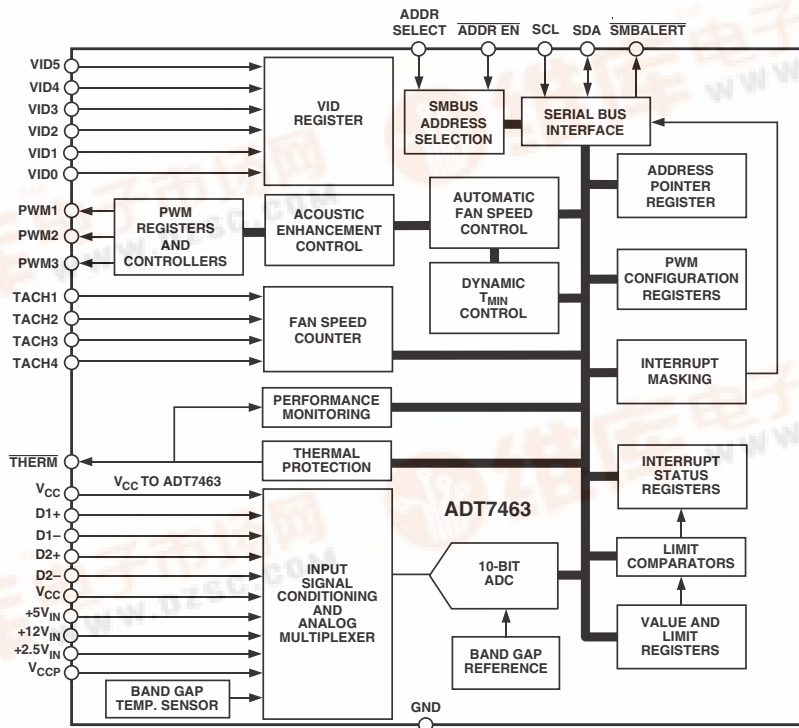 ADDR SELECT
ADDR EN
SCL
SDA
SMBALERT
VID5
VID4
VID3
VID2
VID1
VID0
VID
REGISTER
SMBUS
ADDRESS
SELECTION
SERIAL BUS
INTERFACE
ADDRESS
POINTER
REGISTER
PWM1
PWM2
PWM3
PWM
REGISTERS
AND
CONTROLLERS
ACOUSTIC
ENHANCEMENT
CONTROL
AUTOMATIC
FAN SPEED
CONTROL
DYNAMIC
TMIN
CONTROL
PWM
CONFIGURATION
REGISTERS
TACH1
TACH2
TACH3
TACH4
FAN SPEED
COUNTER
INTERRUPT
MASKING
PERFORMANCE
MONITORING
THERM
THERMAL
PROTECTION
INTERRUPT
STATUS
REGISTERS
VCC TO ADT7463
ADT7463
VCC
D1+
D1–
D2+
D2–
VCC
+5VIN
+12VIN
+2.5VIN
VCCP
INPUT
SIGNAL
CONDITIONING
AND
ANALOG
MULTIPLEXER
10-BIT
ADC
LIMIT
COMPARATORS
VALUE AND
LIMIT
REGISTERS
BAND GAP
REFERENCE
BAND GAP
TEMP. SENSOR
GND